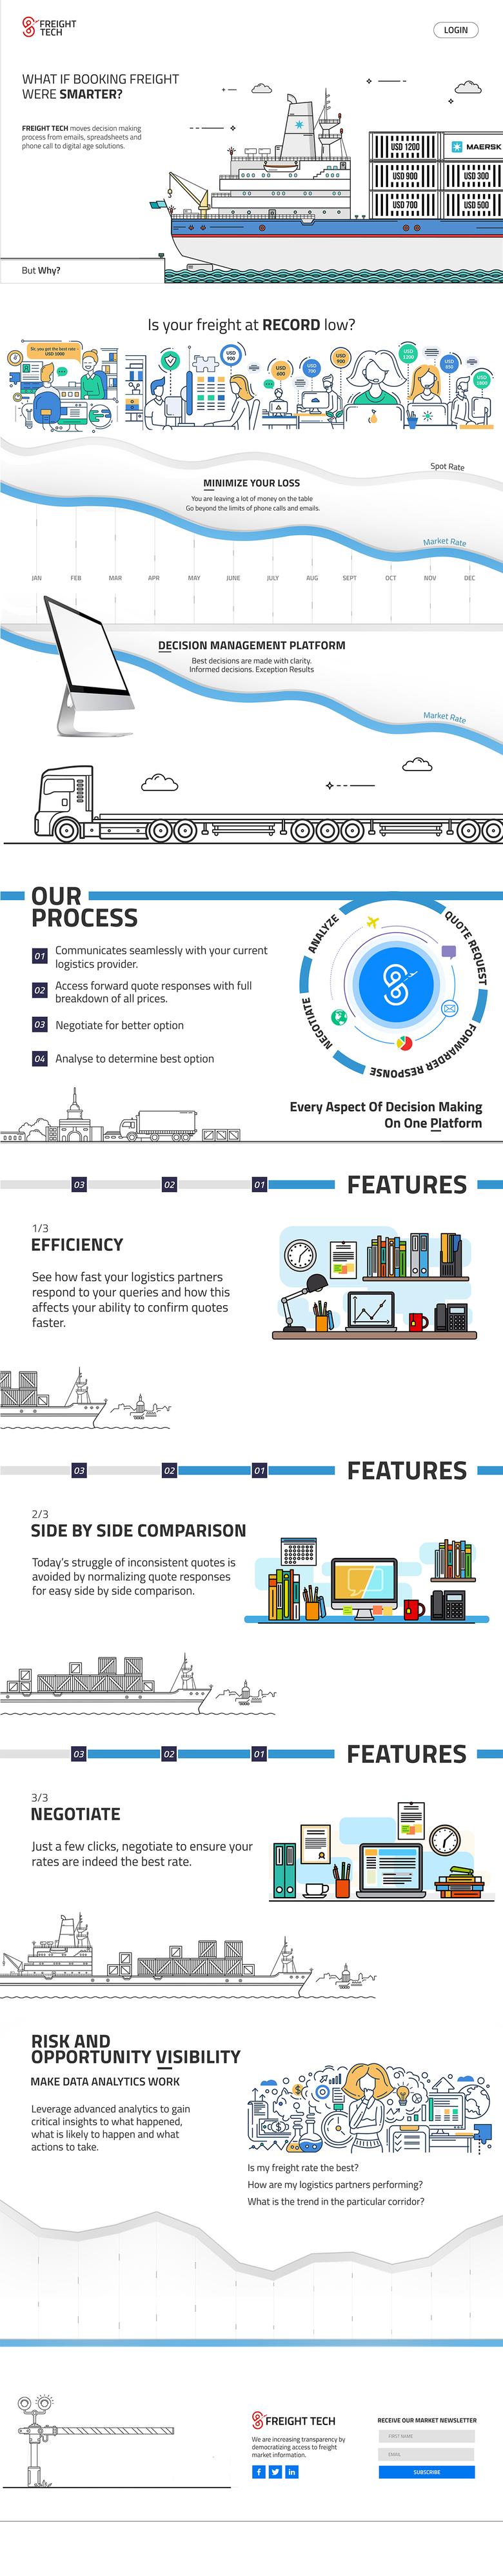 FREIGHT
TECH
LOGIN
WHAT IF BOOKING FREIGHT
WERE SMARTER?
FREIGHT TECH moves decision making
process from emails, spreadsheets and
phone call to digital age solutions.
USD 1200
MAERSK
USD 900
USD 300
USD 700
USD 500
But Why?
Is your freight at RECORD low?
Sir, you get the best rate -
USD 1000
USD
900
USD
600
USD
700
USD
900
USD
1200
USD
850
USD
1800
Spot Rate
MINIMIZE YOUR LOSS
You are leaving a lot of money on the table
Go beyond the limits of phone calls and emails.
Market Rate
JAN FEB MAR APR MAY JUNE JULY AUG SEPT OCT NOV DEC
DECISION MANAGEMENT PLATFORM
Best decisions are made with clarity.
Informed decisions. Exception Results
Market Rate
OUR
PROCESS
01 Communicates seamlessly with your current
logistics provider.
02 Access forward quote responses with full
breakdown of all prices.
03 Negotiate for better option
04 Analyse to determine best option
ANALYZE
QUOTE REQUEST
FORWARDER RESPONSE
NEGOTIATE
Every Aspect Of Decision Making
On One Platform
03 02 01 FEATURES
1/3
EFFICIENCY
See how fast your logistics partners
respond to your queries and how this
affects your ability to confirm quotes
faster.
03 02 01 FEATURES
2/3
SIDE BY SIDE COMPARISON
Today's struggle of inconsistent quotes is
avoided by normalizing quote responses
for easy side by side comparison.
03 02 01 FEATURES
3/3
NEGOTIATE
Just a few clicks, negotiate to ensure your
rates are indeed the best rate.
RISK AND
OPPORTUNITY VISIBILITY
MAKE DATA ANALYTICS WORK
Leverage advanced analytics to gain
critical insights to what happened,
what is likely to happen and what
actions to take.
Is my freight rate the best?
How are my logistics partners performing?
What is the trend in the particular corridor?
FREIGHT TECH
We are increasing transparency by
democratizing access to freight
market information.
RECEIVE OUR MARKET NEWSLETTER
FIRST NAME
EMAIL
SUBSCRIBE